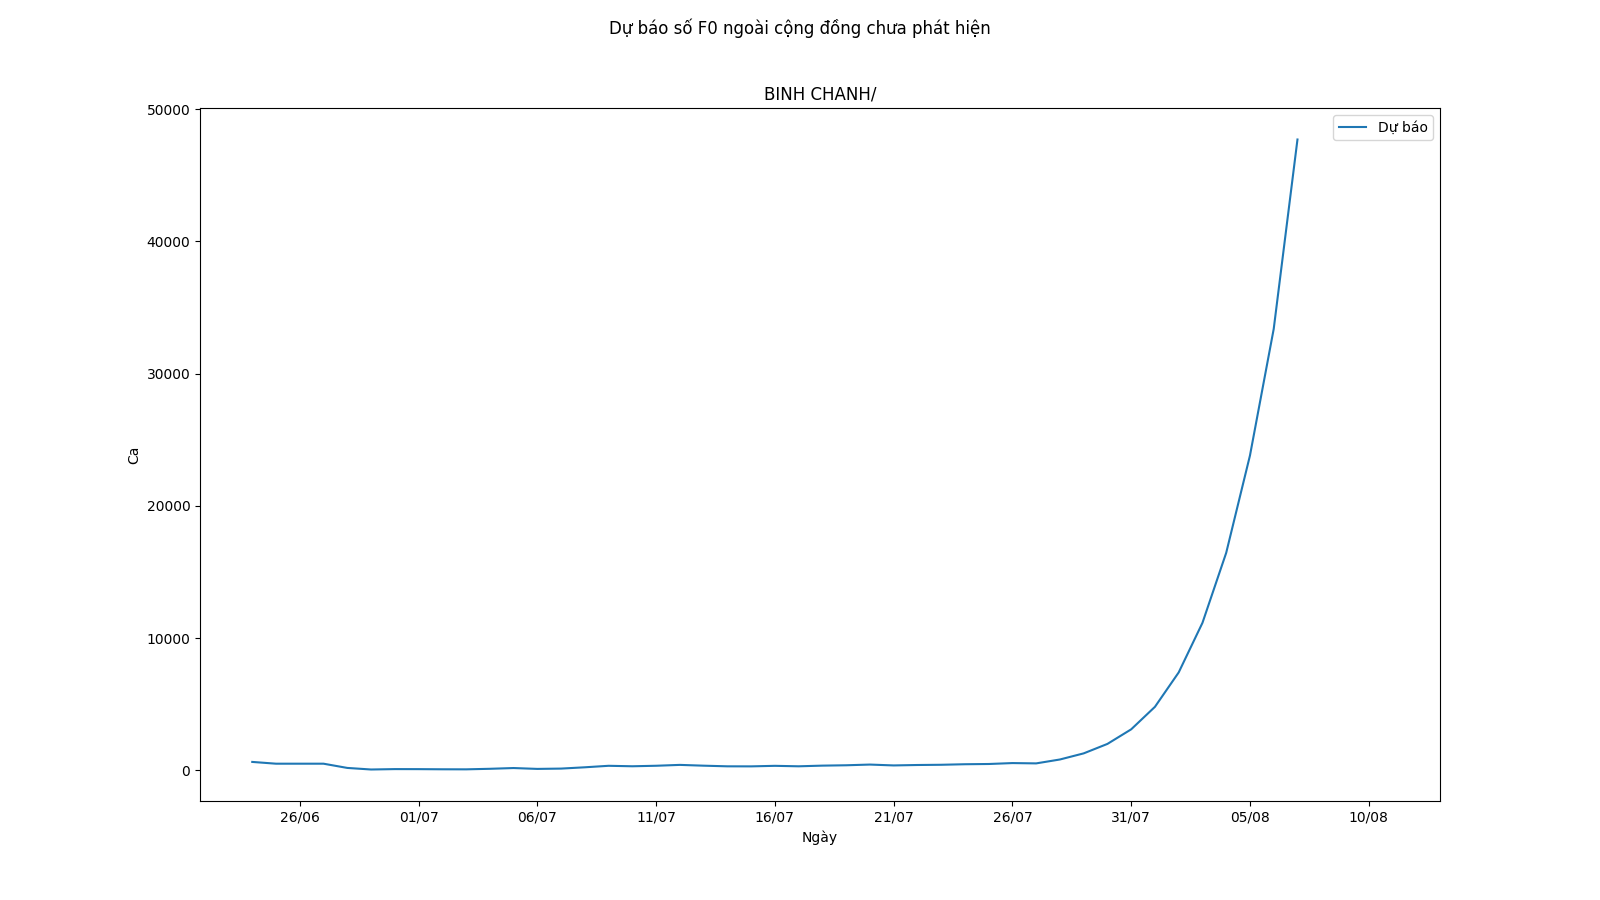 Dự báo số F0 ngoài cộng đồng chưa phát hiện
BINH CHANH/
Dự báo
50000
40000
30000
20000
10000
0
Ca
26/06 01/07 06/07 11/07 16/07 21/07 26/07 31/07 05/08 10/08
Ngày